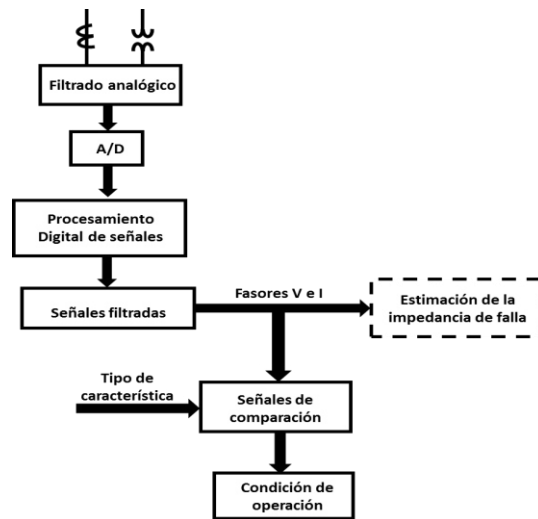 Filtrado analógico
A/D
Procesamiento
Digital de señales
Señales filtradas
Fasores V e I
Estimación de la
impedancia de falla
Tipo de
característica
Señales de
comparación
Condición de
operación